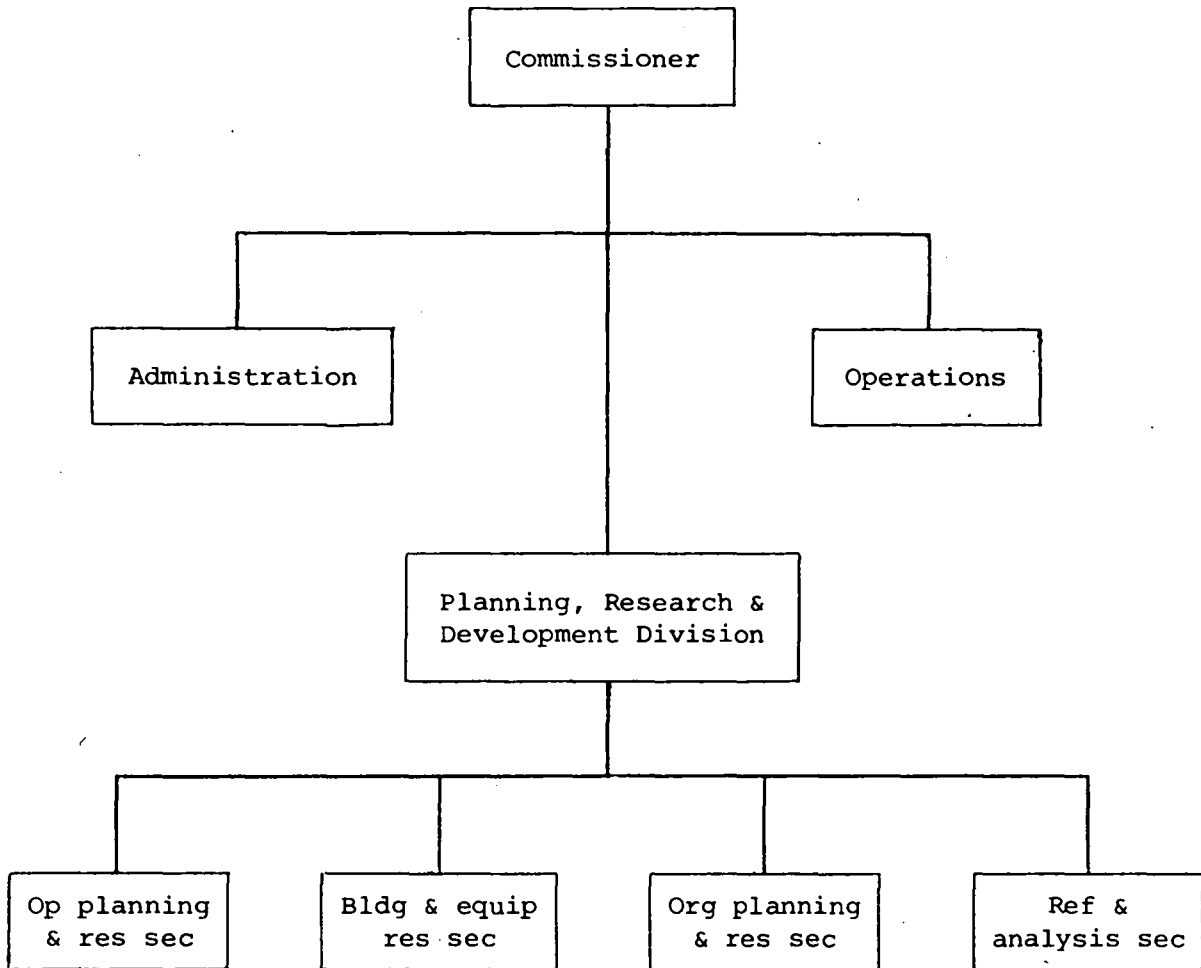 Commissioner
Administration
Operations
Planning, Research &
Development Division
Op planning
& res sec
Bldg & equip
res sec
Org planning
& res sec
Ref &
analysis sec